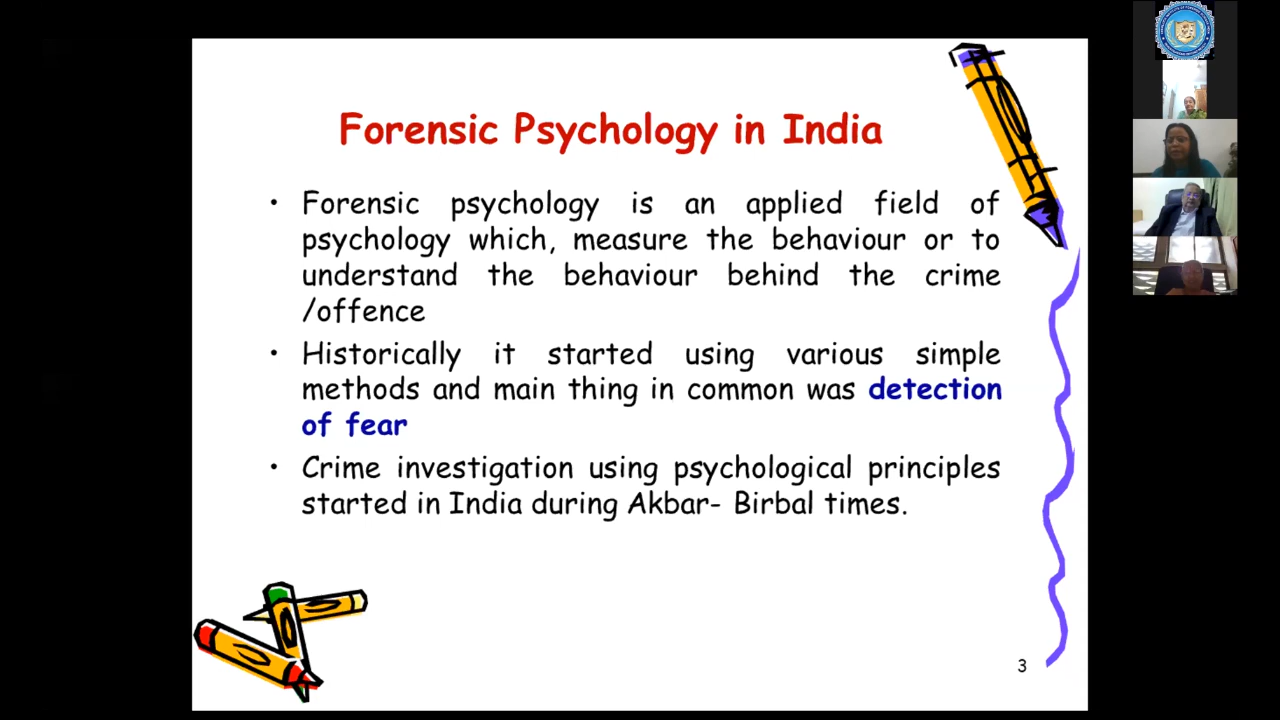 Forensic Psychology in India
• Forensic psychology is an applied field of
psychology which, measure the behaviour or to
understand the behaviour behind the crime
/offence
• Historically it started using various simple
methods and main thing in common was detection
of fear
• Crime investigation using psychological principles
started in India during Akbar- Birbal times.
3